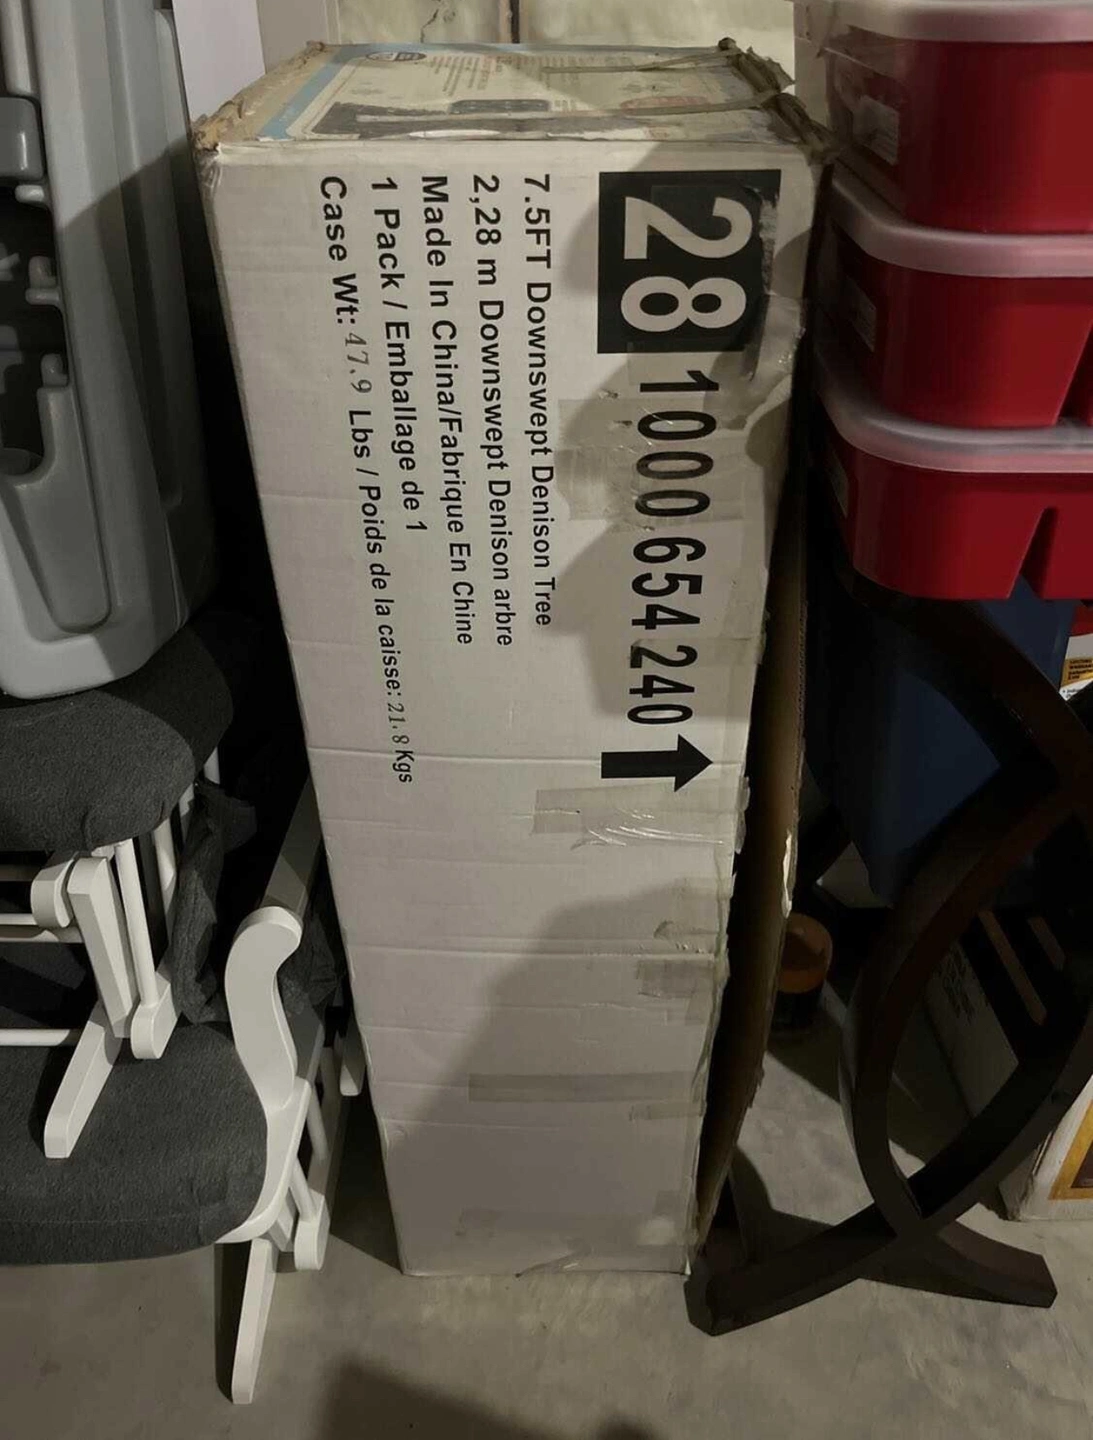 28 1000 654 240
7.5FT Downswept Denison Tree
2,28 m Downswept Denison arbre
Made In China/Fabrique En Chine
1 Pack / Emballage de 1
Case Wt: 47.9 Lbs / Poids de la caisse: 21.8 Kgs